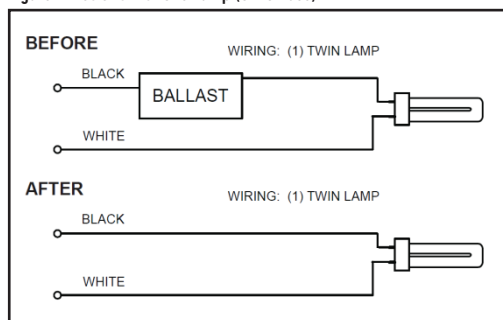 BEFORE
WIRING: (1) TWIN LAMP
BLACK
BALLAST
WHITE
AFTER
WIRING: (1) TWIN LAMP
BLACK
WHITE